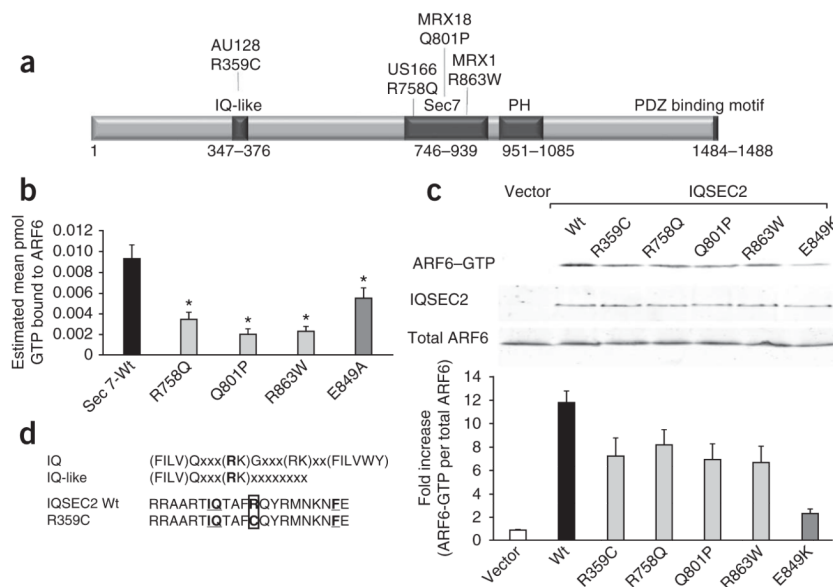 a
AU128
R359C
MRX18
Q801P
US166
R758Q
MRX1
R863W
IQ-like
Sec7
PH
PDZ binding motif
1
347–376
746–939
951–1085
1484–1488
b
Estimated mean pmol
GTP bound to ARF6
0.012
0.010
0.008
0.006
0.004
0.002
0
*
*
*
*
Sec 7-Wt
R758Q
Q801P
R863W
E849A
c
Vector
IQSEC2
Wt
R359C
R758Q
Q801P
R863W
E849K
ARF6–GTP
IQSEC2
Total ARF6
Fold increase
(ARF6-GTP per total ARF6)
14
12
10
8
6
4
2
0
Vector
Wt
R359C
R758Q
Q801P
R863W
E849K
d
IQ (FILV)Qxxx(RK)Gxxx(RK)xx(FILVWY)
IQ-like (FILV)Qxxx(RK)xxxxxxxx
IQSEC2 Wt RRAARTIQTAFRQYRMNKNFE
R359C RRAARTIQTAFCQYRMNKNFE